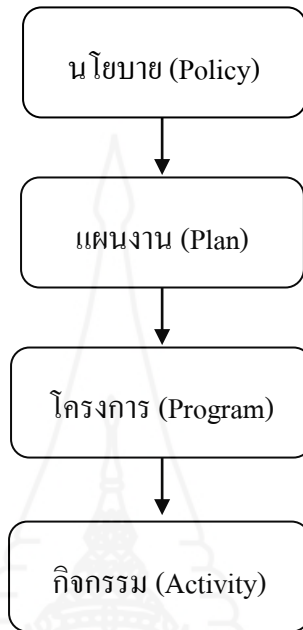 นโยบาย (Policy)
แผนงาน (Plan)
โครงการ (Program)
กิจกรรม (Activity)